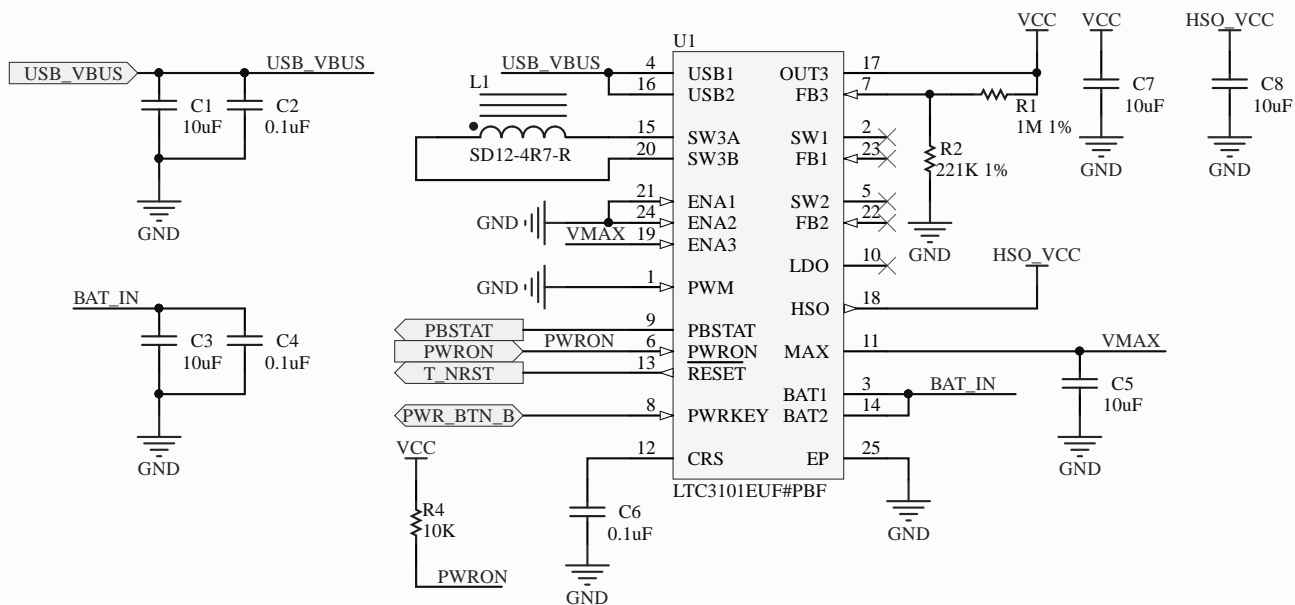 USB_VBUS
USB_VBUS
C1
10uF
C2
0.1uF
GND
BAT_IN
C3
10uF
C4
0.1uF
GND
U1
USB_VBUS
4
USB1
16
USB2
L1
SD12-4R7-R
15
SW3A
20
SW3B
21
ENA1
GND
24
ENA2
VMAX
19
ENA3
GND
1
PWM
PBSTAT
9
PBSTAT
PWRON
PWRON
6
PWRON
T_NRST
13
RESET
PWR_BTN_B
8
PWRKEY
12
CRS
LTC3101EUF#PBF
VCC
R4
10K
PWRON
C6
0.1uF
GND
OUT3
17
FB3
7
SW1
2
FB1
23
SW2
5
FB2
22
LDO
10
HSO
18
MAX
11
BAT1
3
BAT2
14
EP
25
VCC
R1
1M 1%
R2
221K 1%
GND
VCC
C7
10uF
GND
HSO_VCC
C8
10uF
GND
HSO_VCC
VMAX
C5
10uF
GND
BAT_IN
GND